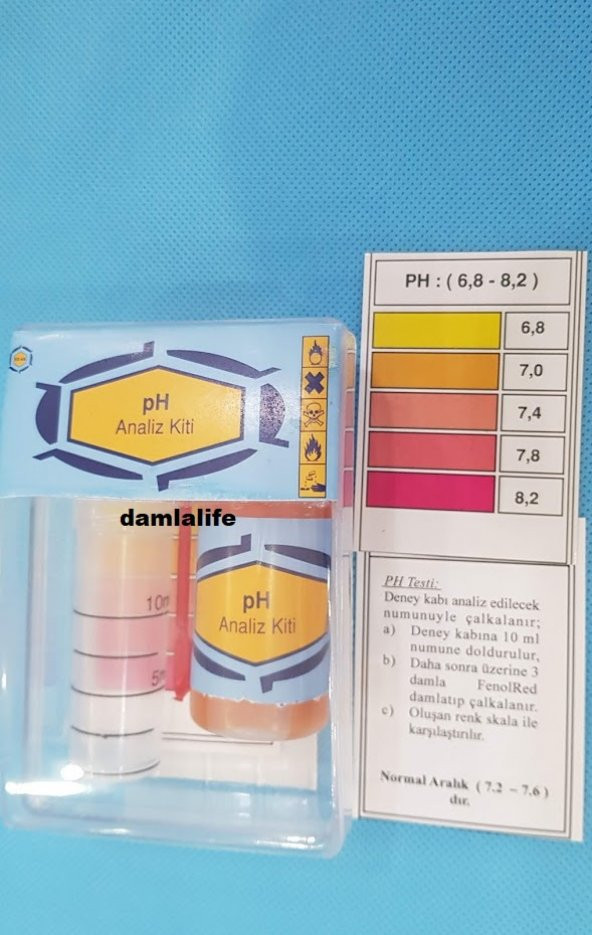 PH : ( 6,8 - 8,2 )
6,8
7,0
7,4
7,8
8,2
pH
Analiz Kiti
damlalife
10m
5m
pH
Analiz Kiti
PH Testi:
Deney kabı analiz edilecek
numunuyle çalkalanır;
a) Deney kabına 10 ml
numune doldurulur,
b) Daha sonra üzerine 3
damla FenolRed
damlatıp çalkalanır.
c) Oluşan renk skala ile
karşılaştırılır.
Normal Aralık ( 7.2 – 7.6 )
dır.